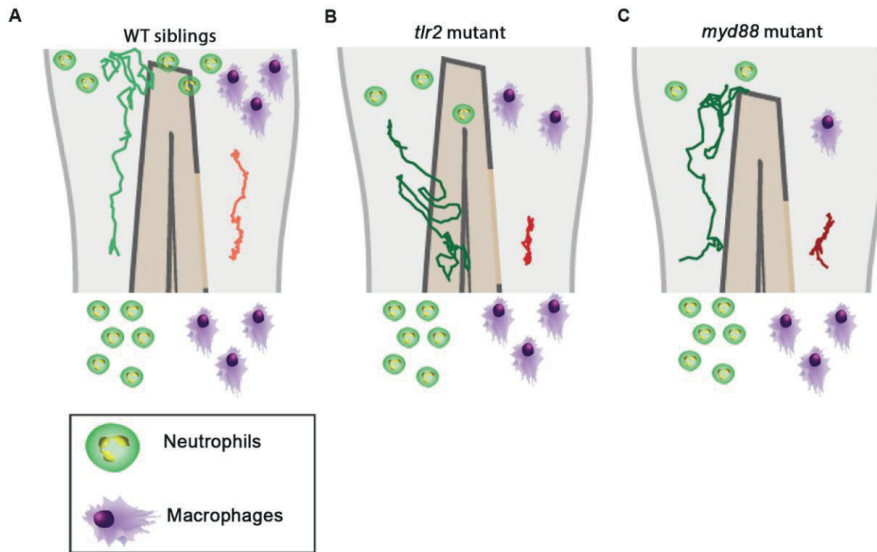 A
WT siblings
B
tlr2 mutant
C
myd88 mutant
Neutrophils
Macrophages